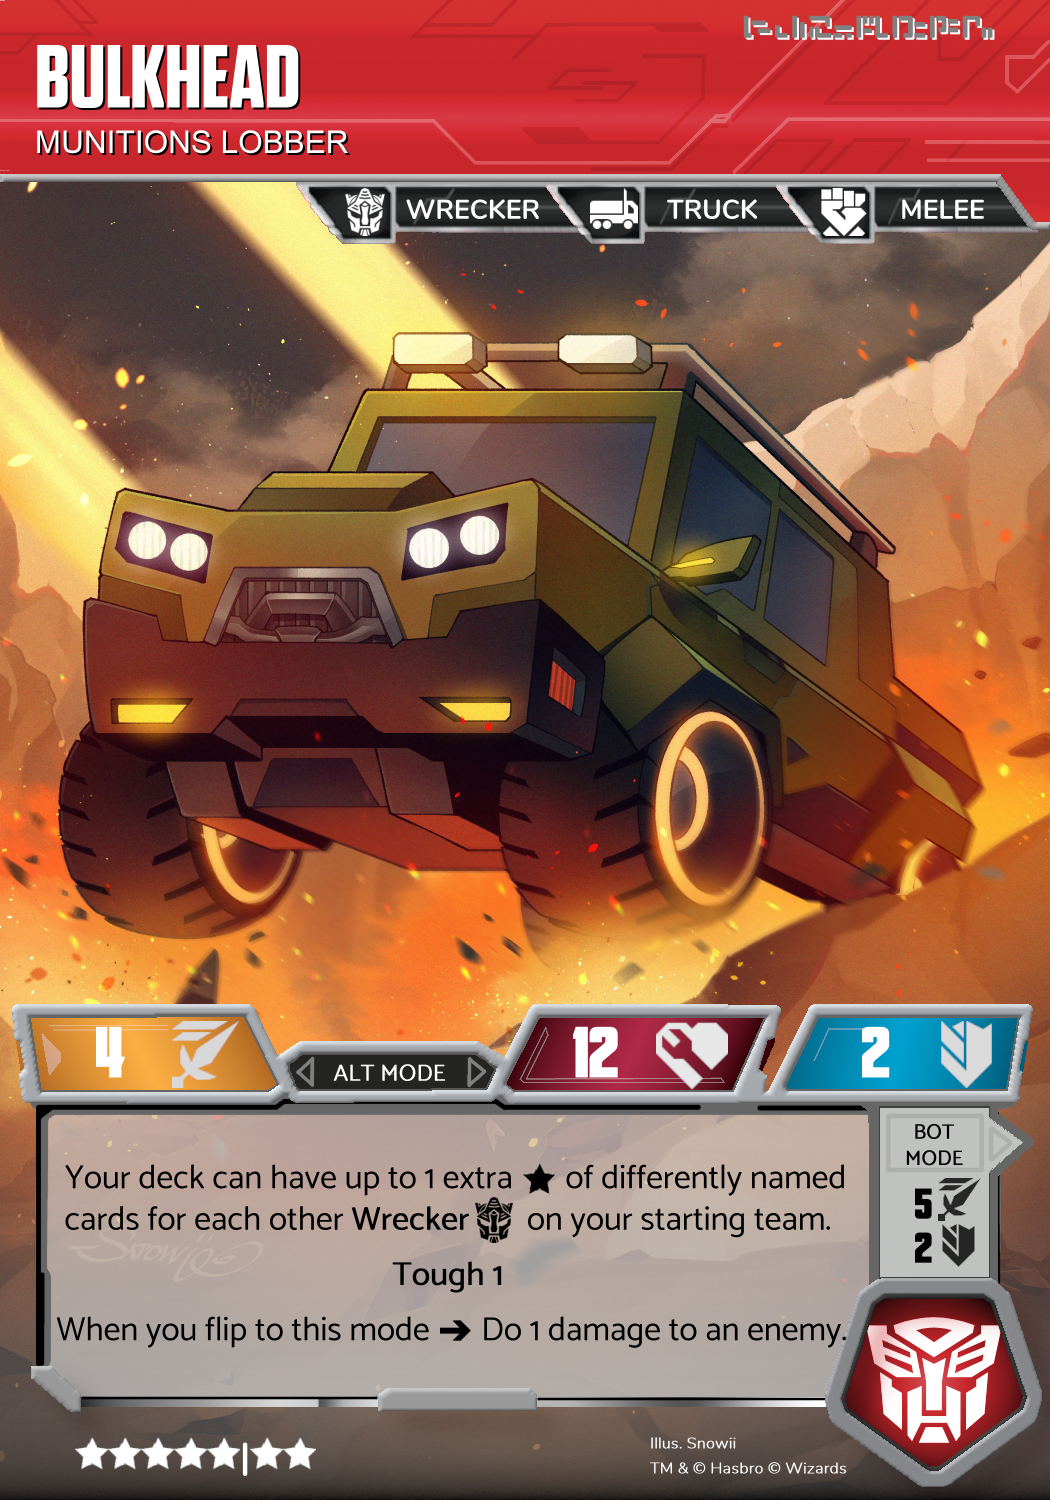 BULKHEAD
MUNITIONS LOBBER
WRECKER TRUCK MELEE
4 ALT MODE 12 2
Your deck can have up to 1 extra ★ of differently named
cards for each other Wrecker on your starting team.
Tough 1
When you flip to this mode ➔ Do 1 damage to an enemy.
BOT
MODE
5
2
Illus. Snowii
TM & © Hasbro © Wizards